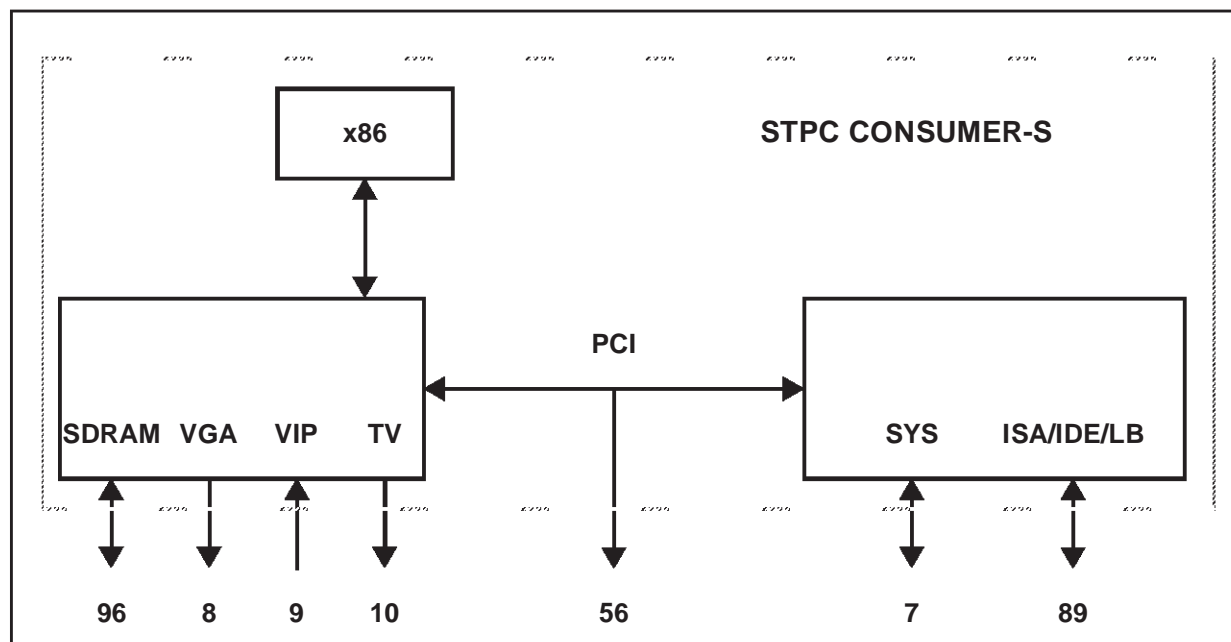 x86
STPC CONSUMER-S
PCI
SDRAM VGA VIP TV
SYS ISA/IDE/LB
96 8 9 10 56 7 89